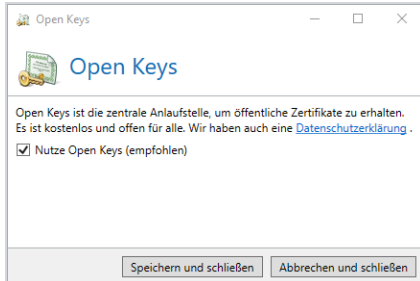 Open Keys
Open Keys
Open Keys ist die zentrale Anlaufstelle, um öffentliche Zertifikate zu erhalten.
Es ist kostenlos und offen für alle. Wir haben auch eine Datenschutzerklärung .
Nutze Open Keys (empfohlen)
Speichern und schließen Abbrechen und schließen